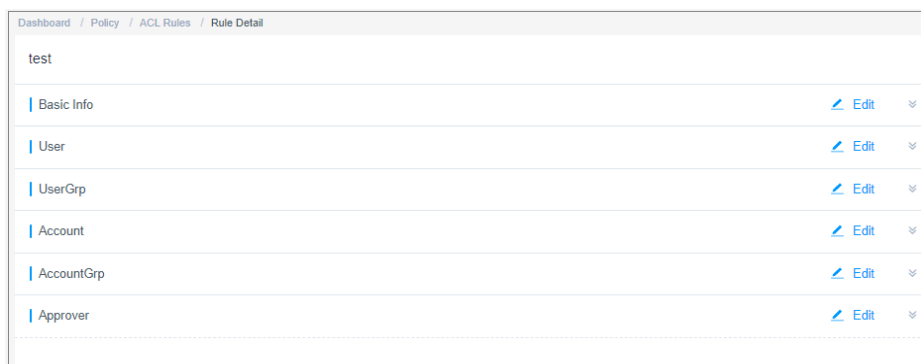 Dashboard / Policy / ACL Rules / Rule Detail
test
Basic Info Edit
User Edit
UserGrp Edit
Account Edit
AccountGrp Edit
Approver Edit